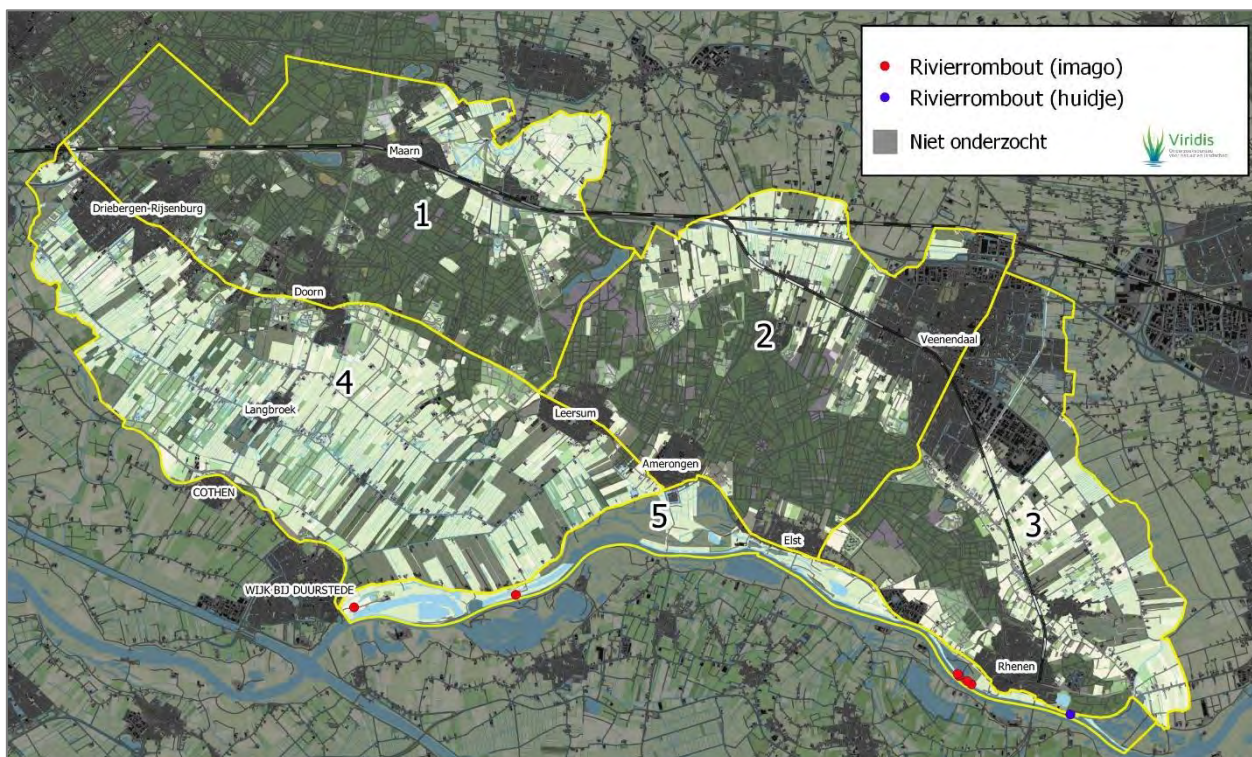 Rivierrombout (imago)
Rivierrombout (huidje)
Niet onderzocht
Viridis
Maarn
Driebergen-Rijsenburg
1
Doorn
2
Veenendaal
4
Langbroek
Leersum
Amerongen
COTHEN
5
3
Elst
WIJK BIJ DUURSTEDE
Rhenen